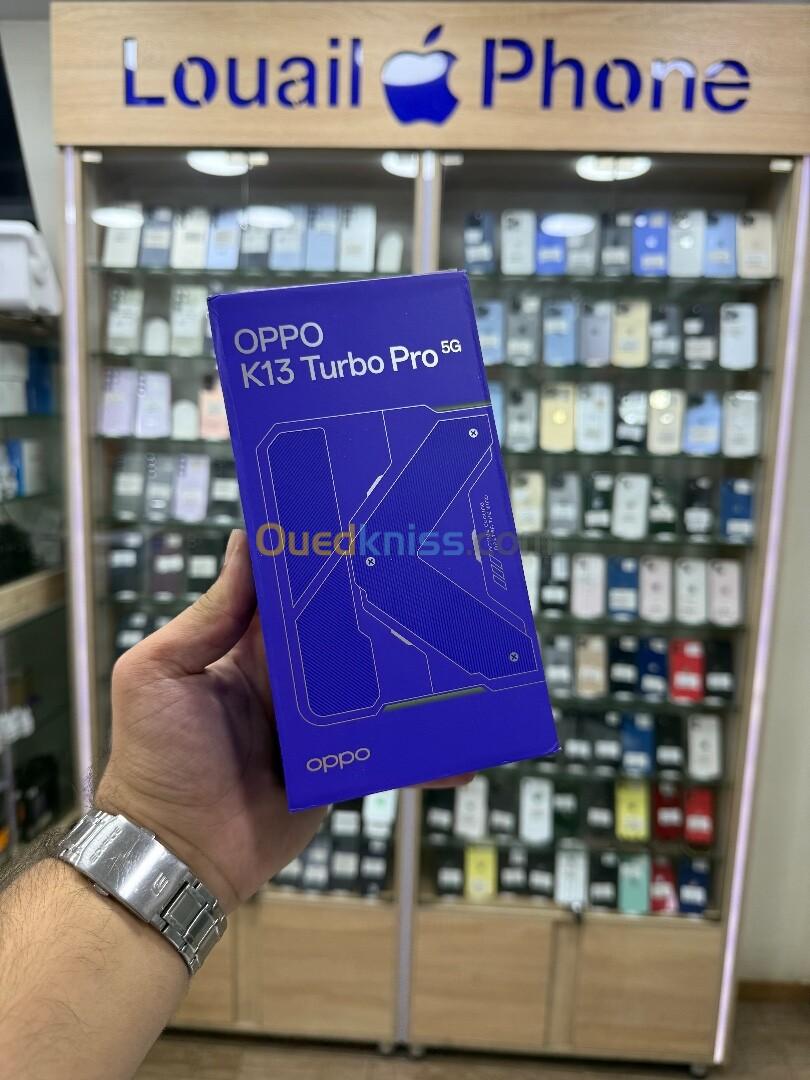 Louail Phone
OPPO
K13 Turbo Pro 5G
Ouedkniss.com
oppo